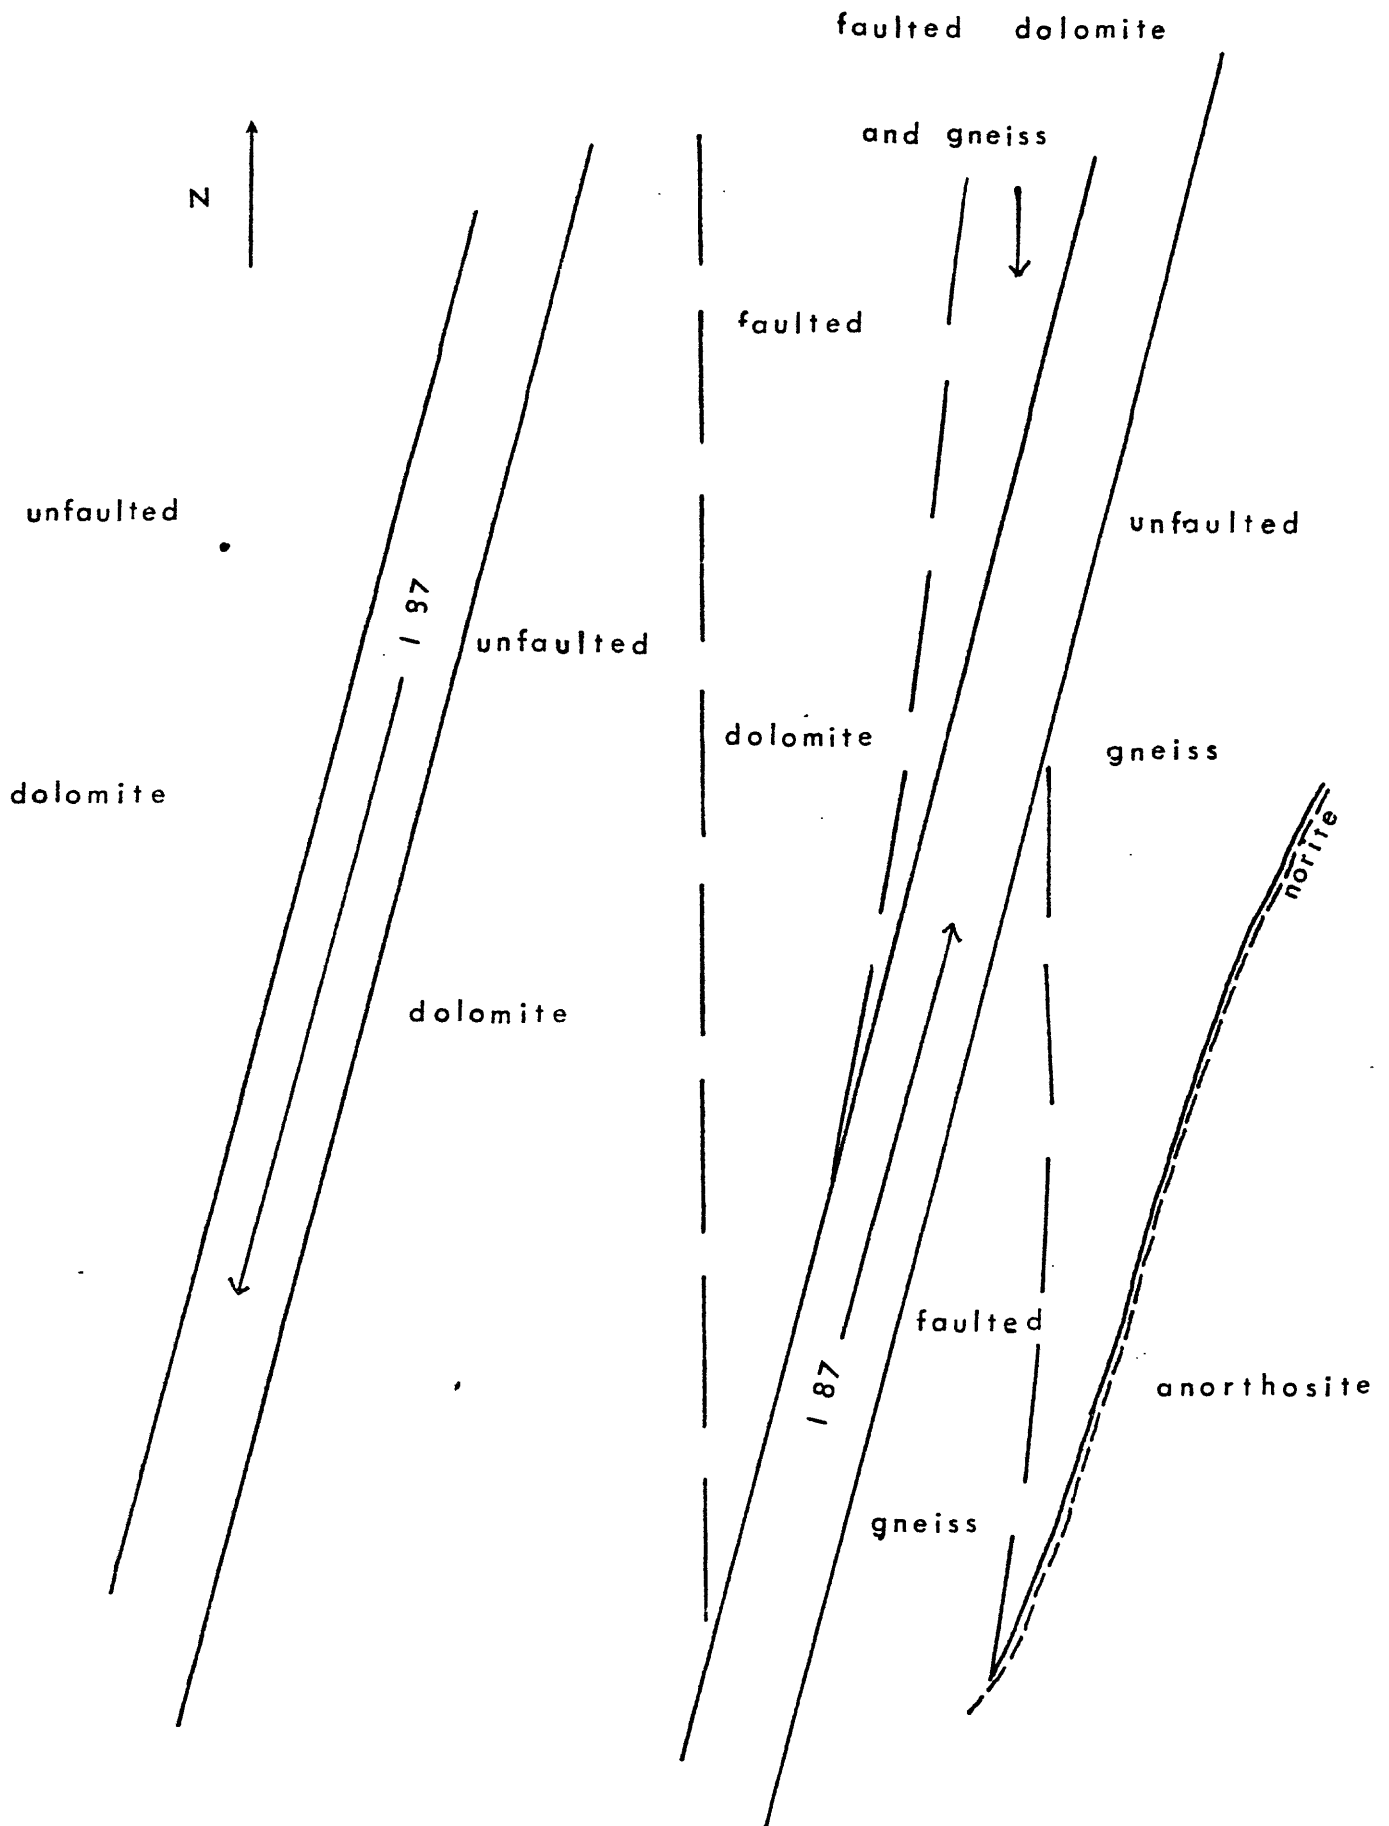 faulted dolomite
and gneiss
N
faulted
unfaulted
unfaulted
I 87
unfaulted
dolomite
gneiss
dolomite
norite
dolomite
faulted
I 87
anorthosite
gneiss